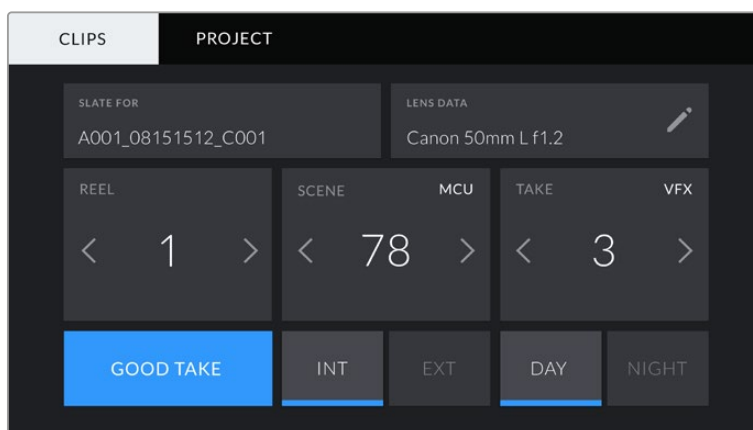 CLIPS PROJECT
SLATE FOR LENS DATA
A001_08151512_C001 Canon 50mm L f1.2
REEL SCENE MCU TAKE VFX
1 78 3
GOOD TAKE INT EXT DAY NIGHT